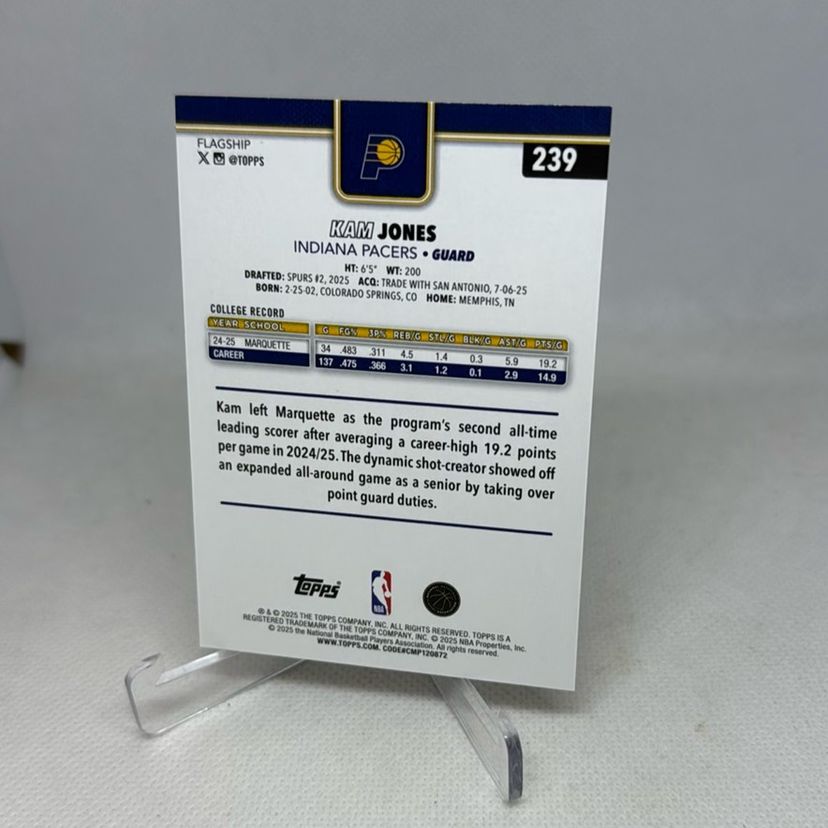 FLAGSHIP
X @TOPPS
239
KAM JONES
INDIANA PACERS • GUARD
HT: 6'5" WT: 200
DRAFTED: SPURS #2, 2025 ACQ: TRADE WITH SAN ANTONIO, 7-06-25
BORN: 2-25-02, COLORADO SPRINGS, CO HOME: MEMPHIS, TN
COLLEGE RECORD
YEAR SCHOOL G FG% 3P% REB/G STL/G BLK/G AST/G PTS/G
24-25 MARQUETTE 34 .483 .311 4.5 1.4 0.3 5.9 19.2
CAREER 137 .475 .366 3.1 1.2 0.1 2.9 14.9
Kam left Marquette as the program's second all-time
leading scorer after averaging a career-high 19.2 points
per game in 2024/25. The dynamic shot-creator showed off
an expanded all-around game as a senior by taking over
point guard duties.
Topps
NBA
® & © 2025 THE TOPPS COMPANY, INC. ALL RIGHTS RESERVED. TOPPS IS A
REGISTERED TRADEMARK OF THE TOPPS COMPANY, INC. © 2025 NBA Properties, Inc.
© 2025 the National Basketball Players Association. All rights reserved.
WWW.TOPPS.COM. CODE#CMP120872